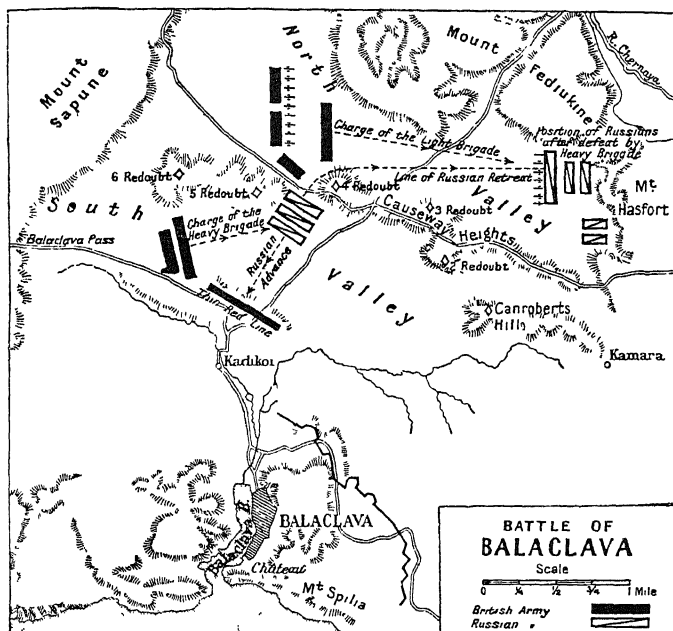 North
Mount
Fediukine
R. Chernaya
Mount
Sapune
Charge of the Light Brigade
Position of Russians
after defeat by
Heavy Brigade
6 Redoubt
5 Redoubt
4 Redoubt
Line of Russian Retreat
Valley
Mt
Hasfort
South
Charge of the
Heavy Brigade
3 Redoubt
Causeway
Heights
Balaclava Pass
Russian
Advance
Redoubt
Valley
Thin Red Line
Canroberts
Hill
Kadikoi
Kamara
BALACLAVA
Balaclava H.
Château
Mt Spilia
BATTLE OF
BALACLAVA
Scale
0 ¼ ½ ¾ 1 Mile
British Army
Russian "